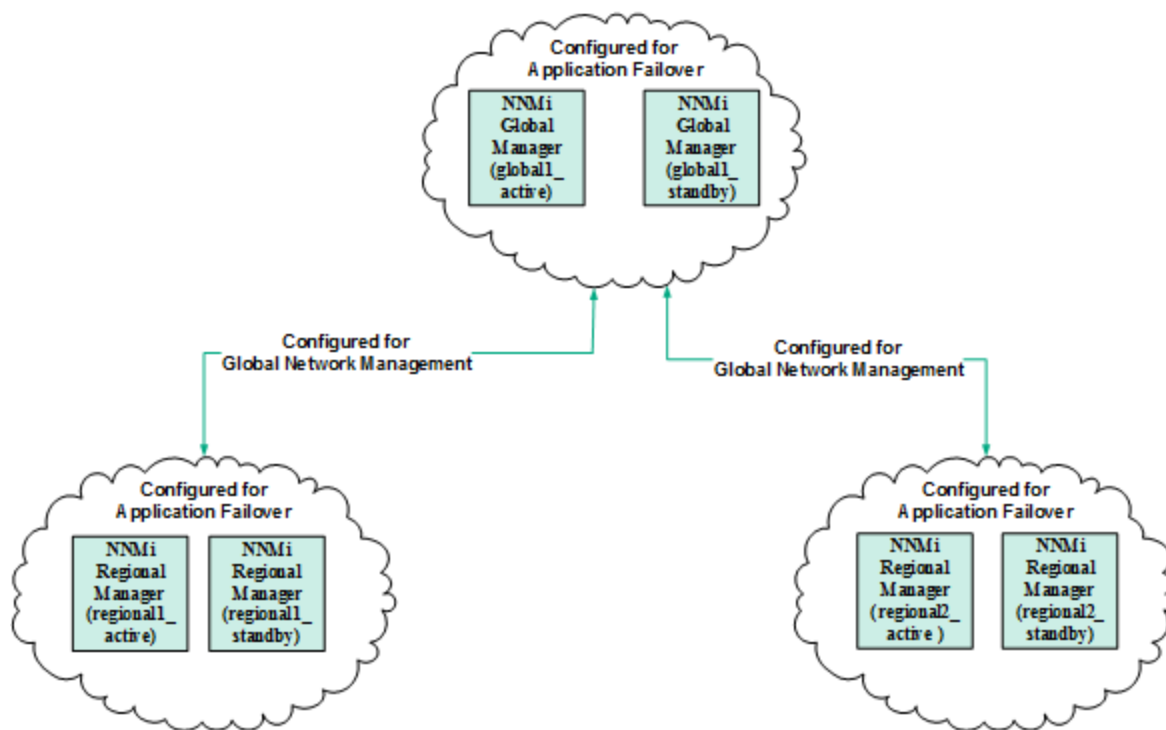 Configured for
Application Failover
NNMi
Global
Manager
(global1_
active)
NNMi
Global
Manager
(global1_
standby)
Configured for
Global Network Management
Configured for
Global Network Management
Configured for
Application Failover
NNMi
Regional
Manager
(regional1_
active)
NNMi
Regional
Manager
(regional1_
standby)
Configured for
Application Failover
NNMi
Regional
Manager
(regional2_
active )
NNMi
Regional
Manager
(regional2_
standby)